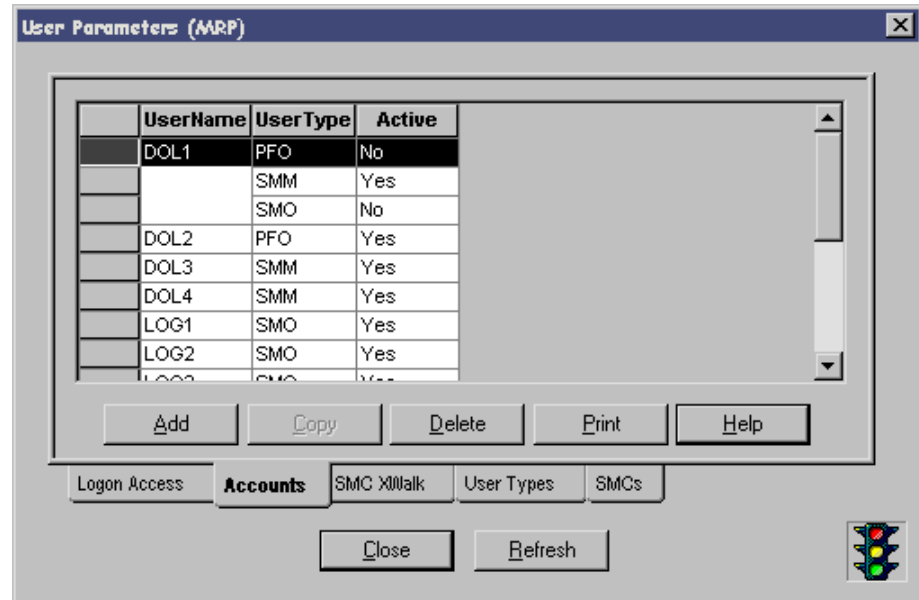 User Parameters (MRP)
UserName UserType Active
DOL1 PFO No
SMM Yes
SMO No
DOL2 PFO Yes
DOL3 SMM Yes
DOL4 SMM Yes
LOG1 SMO Yes
LOG2 SMO Yes
Add Copy Delete Print Help
Logon Access Accounts SMC XWalk User Types SMCs
Close Refresh